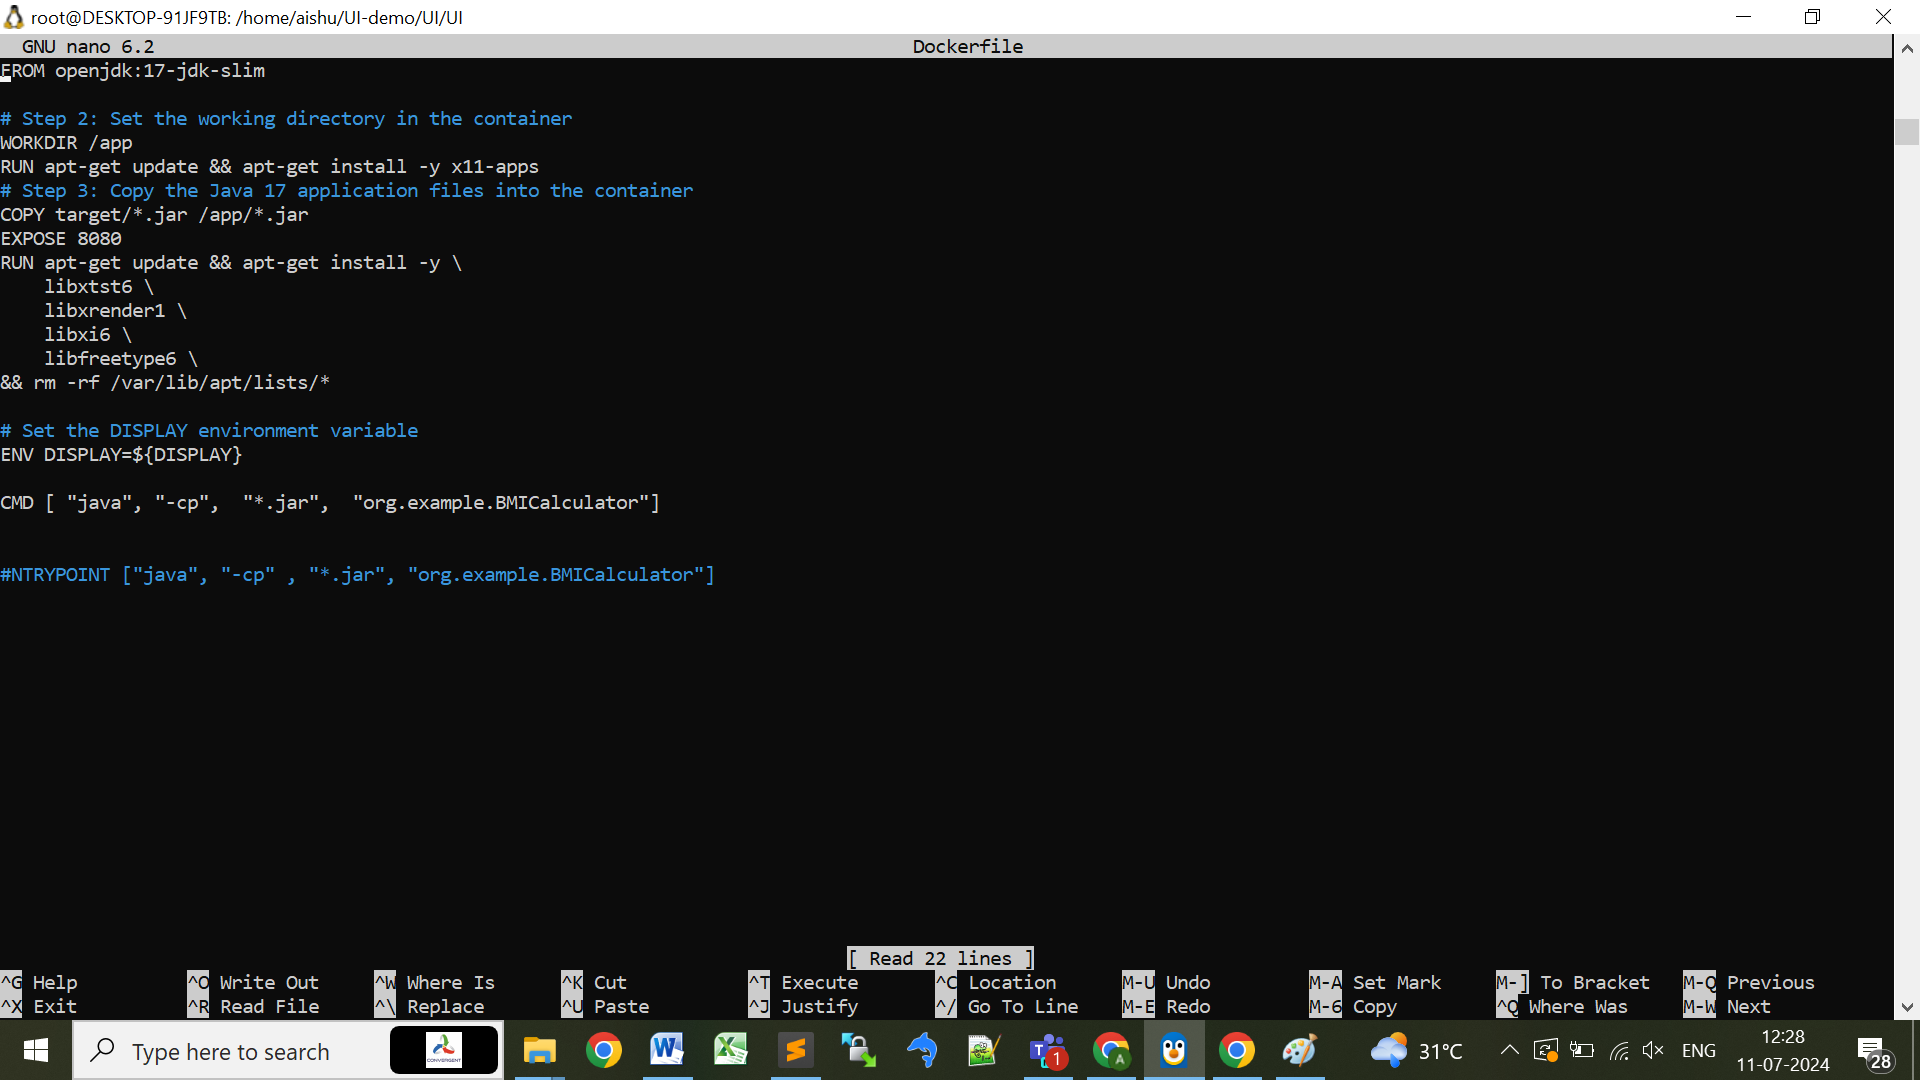 root@DESKTOP-91JF9TB: /home/aishu/UI-demo/UI/UI
GNU nano 6.2 Dockerfile
FROM openjdk:17-jdk-slim
# Step 2: Set the working directory in the container
WORKDIR /app
RUN apt-get update && apt-get install -y x11-apps
# Step 3: Copy the Java 17 application files into the container
COPY target/*.jar /app/*.jar
EXPOSE 8080
RUN apt-get update && apt-get install -y \
    libxtst6 \
    libxrender1 \
    libxi6 \
    libfreetype6 \
&& rm -rf /var/lib/apt/lists/*
# Set the DISPLAY environment variable
ENV DISPLAY=${DISPLAY}
CMD [ "java", "-cp",  "*.jar",  "org.example.BMICalculator"]
#NTRYPOINT ["java", "-cp" , "*.jar", "org.example.BMICalculator"]
[ Read 22 lines ]
^G Help ^O Write Out ^W Where Is ^K Cut ^T Execute ^C Location M-U Undo M-A Set Mark M-] To Bracket M-Q Previous
^X Exit ^R Read File ^\ Replace ^U Paste ^J Justify ^/ Go To Line M-E Redo M-6 Copy ^Q Where Was M-W Next
Type here to search
CONVERGENT
1
A
31°C
ENG
12:28
11-07-2024
28